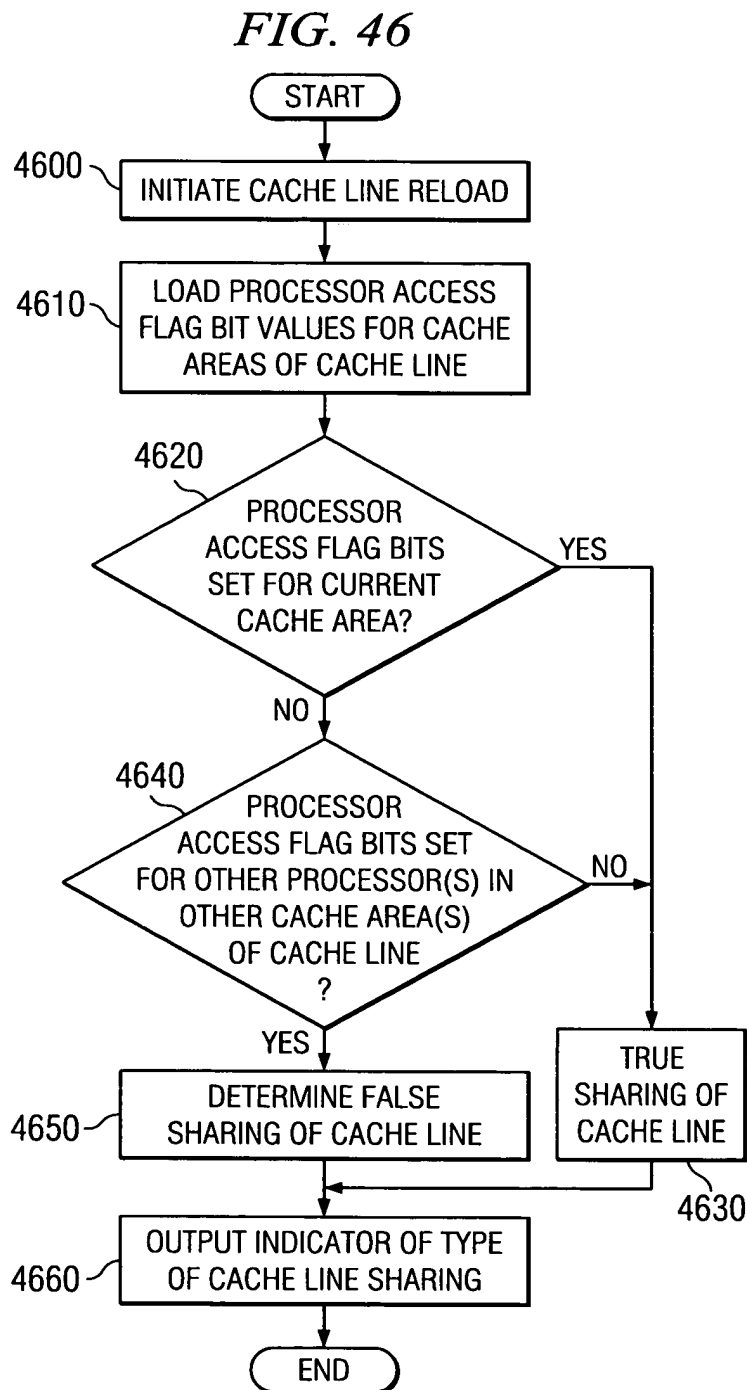 FIG. 46
START
4600
INITIATE CACHE LINE RELOAD
4610
LOAD PROCESSOR ACCESS
FLAG BIT VALUES FOR CACHE
AREAS OF CACHE LINE
4620
PROCESSOR
ACCESS FLAG BITS
SET FOR CURRENT
CACHE AREA?
YES
NO
4640
PROCESSOR
ACCESS FLAG BITS SET
FOR OTHER PROCESSOR(S) IN
OTHER CACHE AREA(S)
OF CACHE LINE
?
NO
YES
4650
DETERMINE FALSE
SHARING OF CACHE LINE
TRUE
SHARING OF
CACHE LINE
4630
4660
OUTPUT INDICATOR OF TYPE
OF CACHE LINE SHARING
END